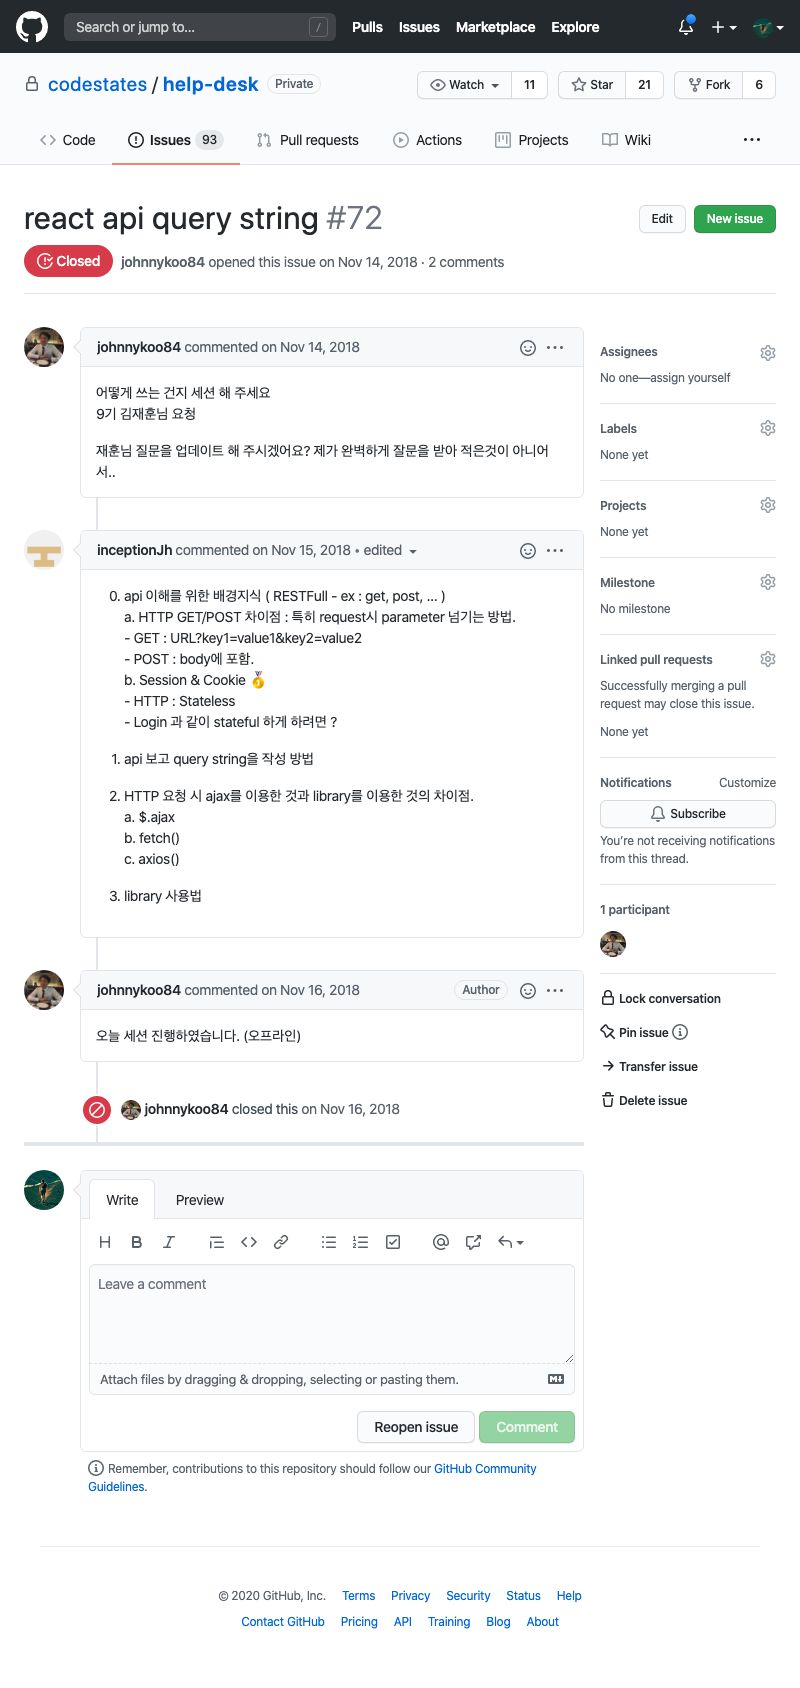 Search or jump to... /
Pulls Issues Marketplace Explore
codestates / help-desk Private
Watch 11 Star 21 Fork 6
Code Issues 93 Pull requests Actions Projects Wiki ...
react api query string #72
Edit New issue
Closed johnnykoo84 opened this issue on Nov 14, 2018 · 2 comments
johnnykoo84 commented on Nov 14, 2018
어떻게 쓰는 건지 세션 해 주세요
9기 김재훈님 요청
재훈님 질문을 업데이트 해 주시겠어요? 제가 완벽하게 잘문을 받아 적은것이 아니어
서..
inceptionJh commented on Nov 15, 2018 • edited
0. api 이해를 위한 배경지식 ( RESTFull - ex : get, post, ... )
a. HTTP GET/POST 차이점 : 특히 request시 parameter 넘기는 방법.
- GET : URL?key1=value1&key2=value2
- POST : body에 포함.
b. Session & Cookie 🥇
- HTTP : Stateless
- Login 과 같이 stateful 하게 하려면 ?
1. api 보고 query string을 작성 방법
2. HTTP 요청 시 ajax를 이용한 것과 library를 이용한 것의 차이점.
a. $.ajax
b. fetch()
c. axios()
3. library 사용법
johnnykoo84 commented on Nov 16, 2018 Author
오늘 세션 진행하였습니다. (오프라인)
johnnykoo84 closed this on Nov 16, 2018
Write Preview
H B I
Leave a comment
Attach files by dragging & dropping, selecting or pasting them.
Reopen issue Comment
Remember, contributions to this repository should follow our GitHub Community
Guidelines.
Assignees
No one—assign yourself
Labels
None yet
Projects
None yet
Milestone
No milestone
Linked pull requests
Successfully merging a pull
request may close this issue.
None yet
Notifications Customize
Subscribe
You're not receiving notifications
from this thread.
1 participant
Lock conversation
Pin issue
Transfer issue
Delete issue
© 2020 GitHub, Inc. Terms Privacy Security Status Help
Contact GitHub Pricing API Training Blog About